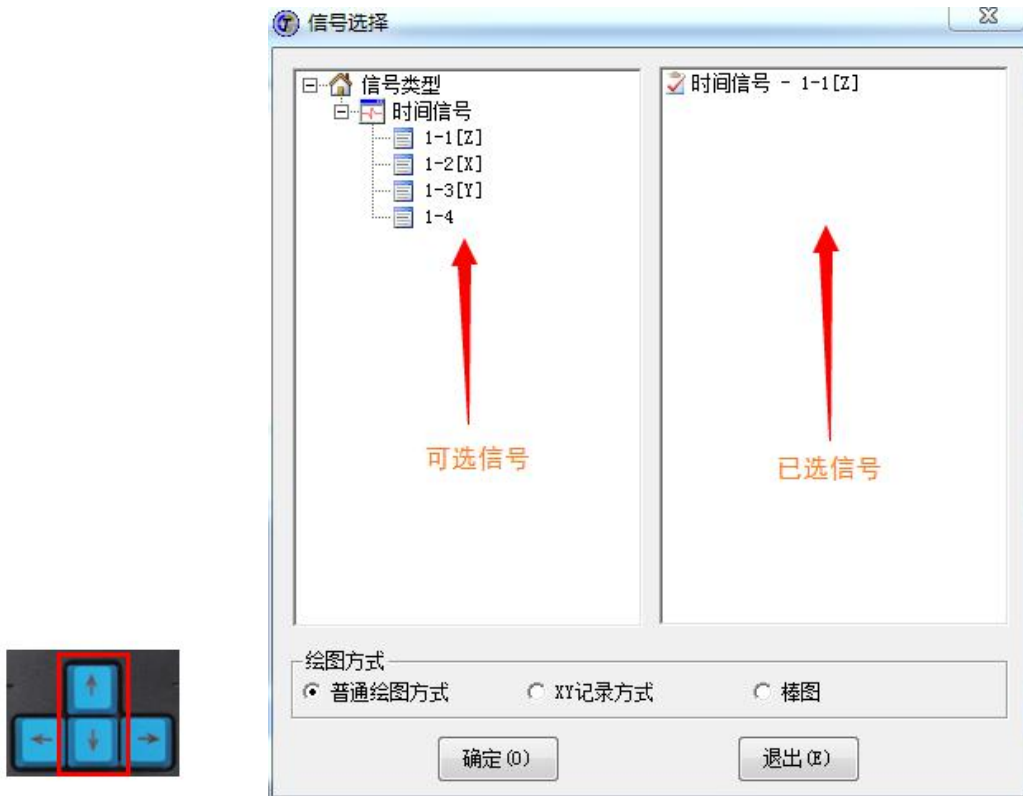 信号选择
信号类型
时间信号
1-1[Z]
1-2[X]
1-3[Y]
1-4
可选信号
时间信号 - 1-1[Z]
已选信号
绘图方式
普通绘图方式 XY记录方式 棒图
确定(O) 退出(E)